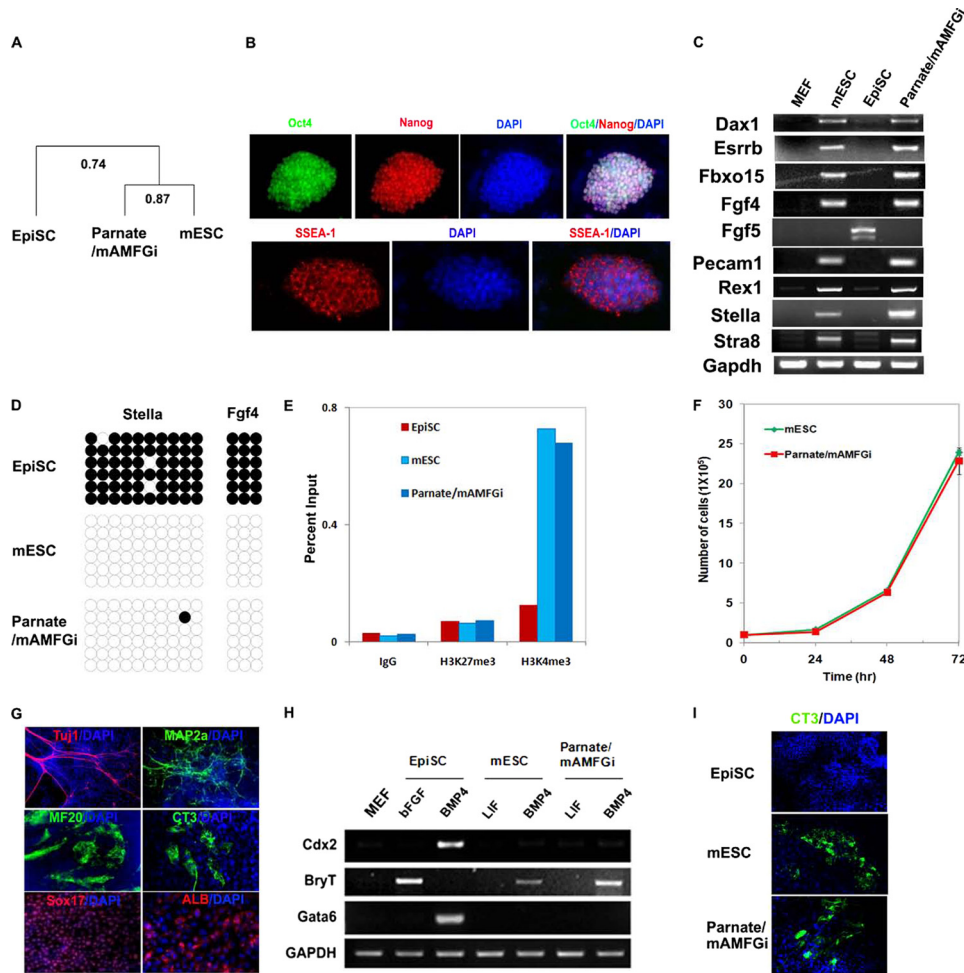 A
0.74
0.87
EpiSC
Parnate
/mAMFGi
mESC
B
Oct4
Nanog
DAPI
Oct4/Nanog/DAPI
SSEA-1
DAPI
SSEA-1/DAPI
C
MEF
mESC
EpiSC
Parnate/mAMFGi
Dax1
Esrrb
Fbxo15
Fgf4
Fgf5
Pecam1
Rex1
Stella
Stra8
Gapdh
D
Stella
Fgf4
EpiSC
mESC
Parnate
/mAMFGi
E
Percent Input
0.8
0.4
0
EpiSC
mESC
Parnate/mAMFGi
IgG
H3K27me3
H3K4me3
F
Number of cells (1X10⁵)
30
25
20
15
10
5
0
mESC
Parnate/mAMFGi
0
24
48
72
Time (hr)
G
Tuj1/DAPI
MAP2a/DAPI
MF20/DAPI
CT3/DAPI
Sox17/DAPI
ALB/DAPI
H
EpiSC
mESC
Parnate/
mAMFGi
MEF
bFGF
BMP4
LIF
BMP4
LIF
BMP4
Cdx2
BryT
Gata6
GAPDH
I
CT3/DAPI
EpiSC
mESC
Parnate/
mAMFGi